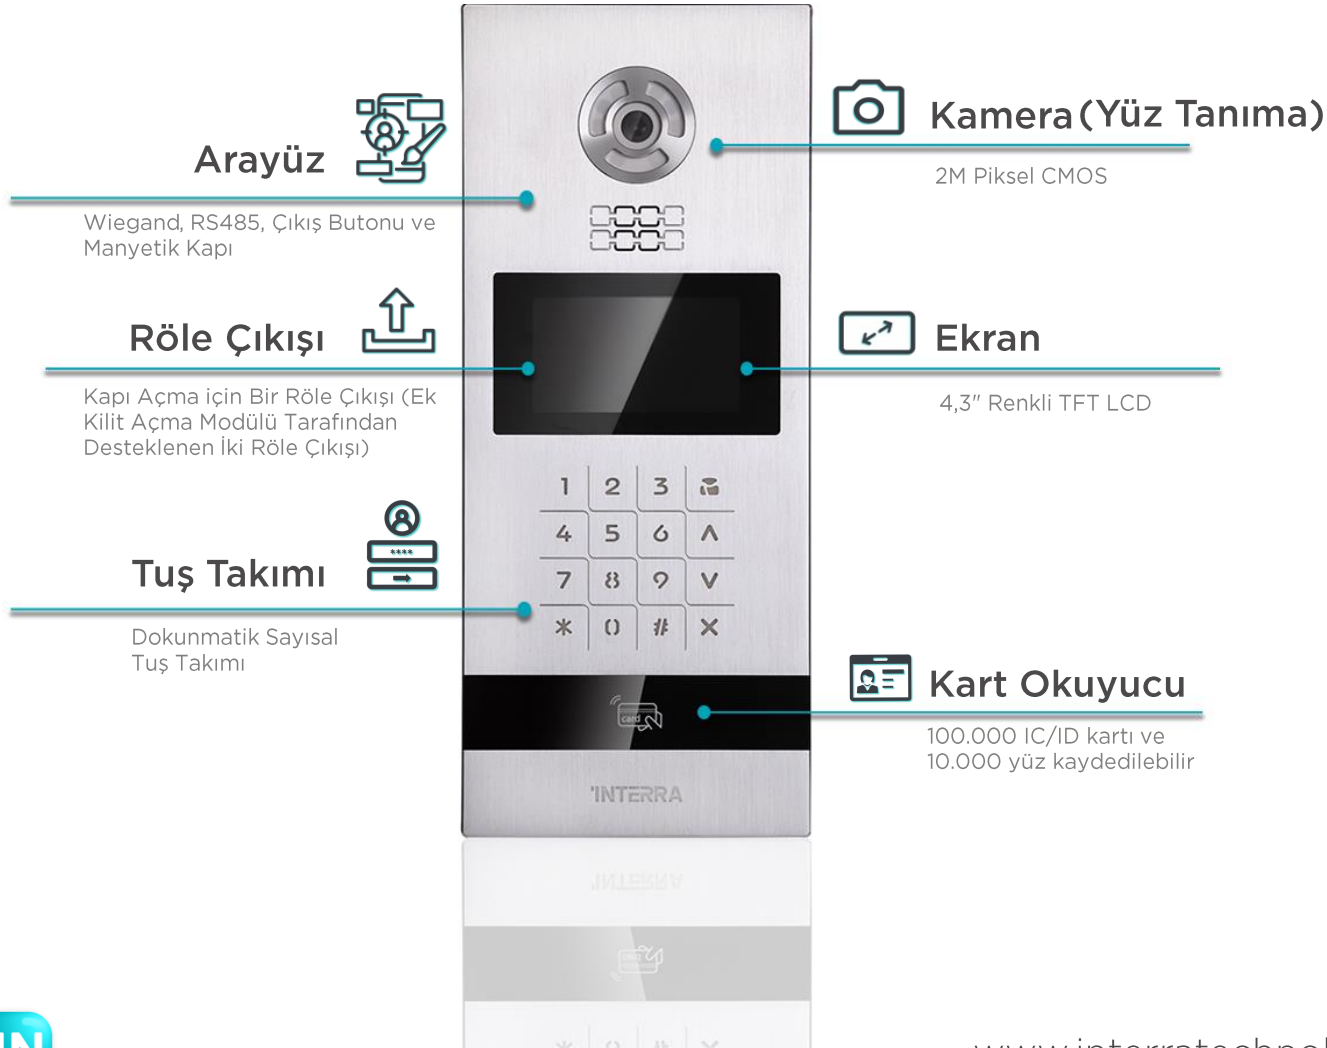 Kamera (Yüz Tanıma)
2M Piksel CMOS
Arayüz
Wiegand, RS485, Çıkış Butonu ve
Manyetik Kapı
Röle Çıkışı
Kapı Açma için Bir Röle Çıkışı (Ek
Kilit Açma Modülü Tarafından
Desteklenen İki Röle Çıkışı)
Ekran
4,3" Renkli TFT LCD
1 2 3
4 5 6
7 8 9
* 0 #
Tuş Takımı
****
Dokunmatik Sayısal
Tuş Takımı
Kart Okuyucu
100.000 IC/ID kartı ve
10.000 yüz kaydedilebilir
card
INTERRA
IN